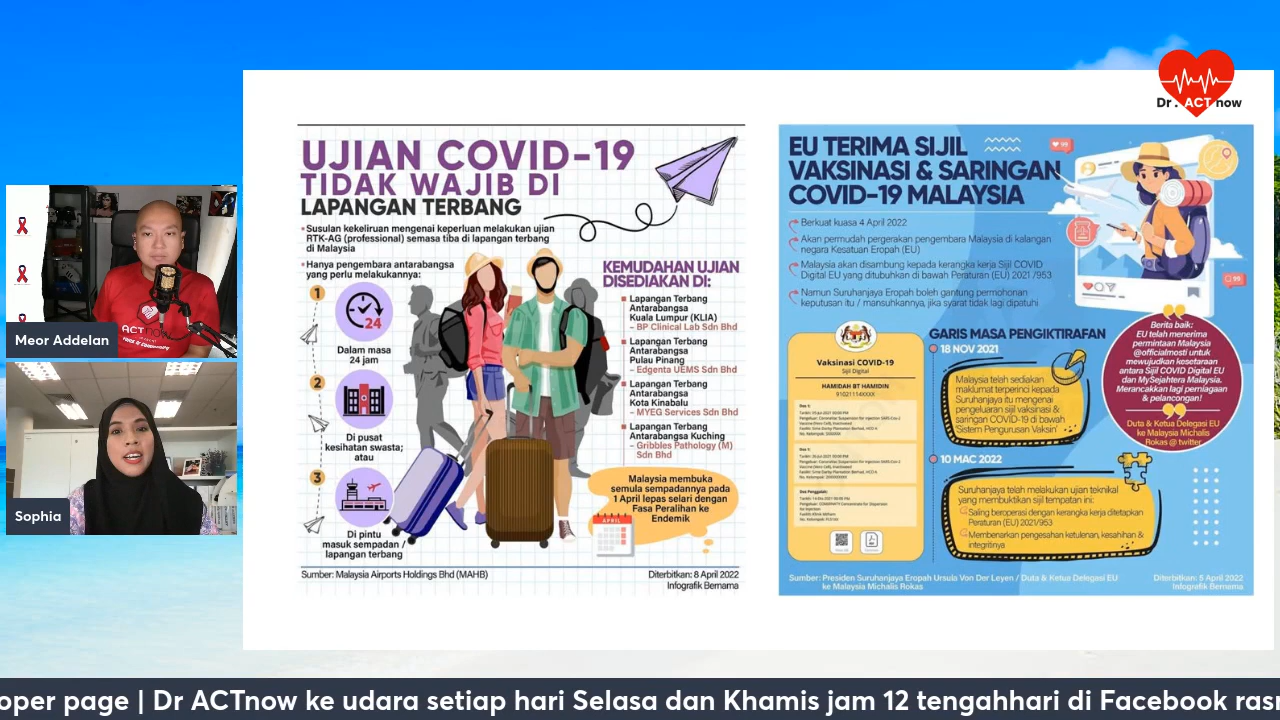 Dr. ACT now
UJIAN COVID-19
TIDAK WAJIB DI
LAPANGAN TERBANG
• Susulan kekeliruan mengenai keperluan melakukan ujian
RTK-AG (professional) semasa tiba di lapangan terbang
di Malaysia
• Hanya pengembara antarabangsa
yang perlu melakukannya:
1
24
Dalam masa
24 jam
2
Di pusat
kesihatan swasta;
atau
3
Di pintu
masuk sempadan /
lapangan terbang
KEMUDAHAN UJIAN
DISEDIAKAN DI:
Lapangan Terbang
Antarabangsa
Kuala Lumpur (KLIA)
– BP Clinical Lab Sdn Bhd
Lapangan Terbang
Antarabangsa
Pulau Pinang
– Edgenta UEMS Sdn Bhd
Lapangan Terbang
Antarabangsa
Kota Kinabalu
– MYEG Services Sdn Bhd
Lapangan Terbang
Antarabangsa Kuching
– Gribbles Pathology (M)
Sdn Bhd
Malaysia membuka
semula sempadannya pada
1 April lepas selari dengan
Fasa Peralihan ke
Endemik
APRIL
Sumber: Malaysia Airports Holdings Bhd (MAHB)
Diterbitkan: 8 April 2022
Infografik Bernama
EU TERIMA SIJIL
VAKSINASI & SARINGAN
COVID-19 MALAYSIA
Berkuat kuasa 4 April 2022
Akan permudah pergerakan pengembara Malaysia di kalangan
negara Kesatuan Eropah (EU)
Malaysia akan disambung kepada kerangka kerja Sijil COVID
Digital EU yang ditubuhkan di bawah Peraturan (EU) 2021 /953
Namun Suruhanjaya Eropah boleh gantung permohonan
keputusan itu / mansuhkannya, jika syarat tidak lagi dipatuhi
Vaksinasi COVID-19
Sijil Digital
HAMIDAH BT HAMIDIN
GARIS MASA PENGIKTIRAFAN
18 NOV 2021
Malaysia telah sediakan
maklumat terperinci kepada
Suruhanjaya itu mengenai
pengeluaran sijil vaksinasi &
saringan COVID-19 di bawah
'Sistem Pengurusan Vaksin'
10 MAC 2022
Suruhanjaya telah melakukan ujian teknikal
yang membuktikan sijil tempatan ini:
Saling beroperasi dengan kerangka kerja ditetapkan
Peraturan (EU) 2021/953
Membenarkan pengesahan ketulenan, kesahihan &
integritinya
Berita baik:
EU telah menerima
permintaan Malaysia
@officialmosti untuk
mewujudkan kesetaraan
antara Sijil COVID Digital EU
dan MySejahtera Malaysia.
Merancakkan lagi perniagaan
& pelancongan!
Duta & Ketua Delegasi EU
ke Malaysia Michalis
Rokas @ twitter
Sumber: Presiden Suruhanjaya Eropah Ursula Von Der Leyen / Duta & Ketua Delegasi EU
ke Malaysia Michalis Rokas
Diterbitkan: 5 April 2022
Infografik Bernama
Meor Addelan
Sophia
oper page | Dr ACTnow ke udara setiap hari Selasa dan Khamis jam 12 tengahhari di Facebook ras